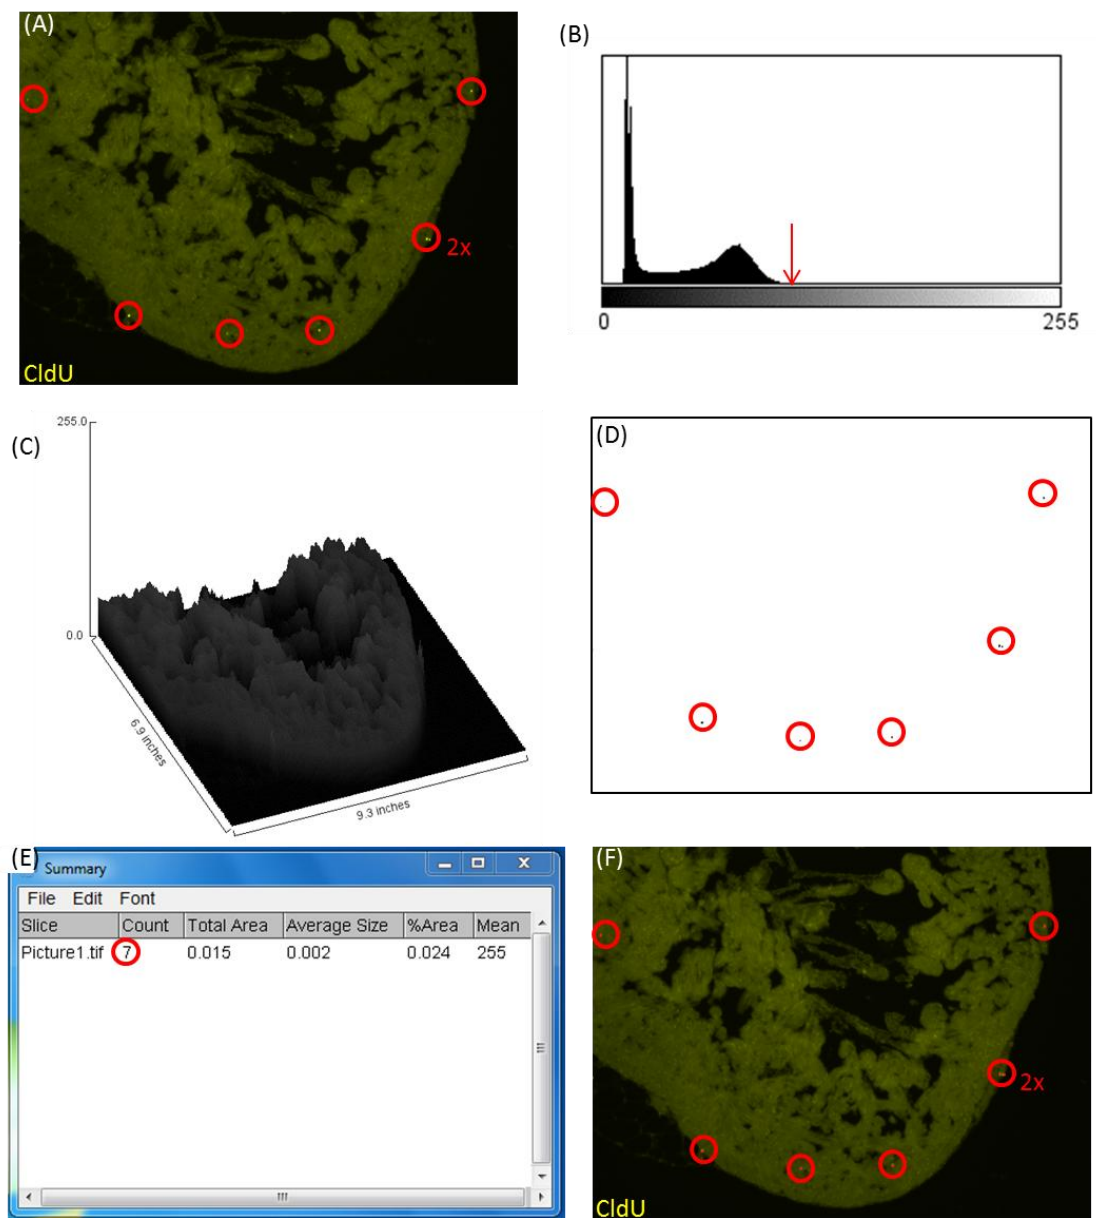 (A)
2x
CldU
(B)
0
255
(C)
255.0
0.0
6.9 inches
9.3 inches
(D)
(E)
Summary
File Edit Font
Slice Count Total Area Average Size %Area Mean
Picture1.tif 7 0.015 0.002 0.024 255
(F)
2x
CldU